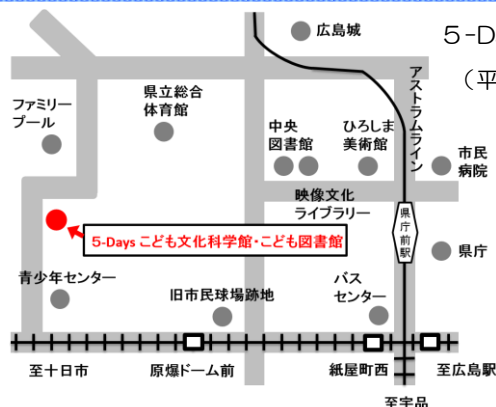 広島城
5-D
(平
アストラムライン
県立総合
体育館
ファミリー
プール
中央
図書館
ひろしま
美術館
市民
病院
映像文化
ライブラリー
県庁前駅
5-Days こども文化科学館・こども図書館
県庁
青少年センター
旧市民球場跡地
バス
センター
至十日市
原爆ドーム前
紙屋町西
至広島駅
至宇品